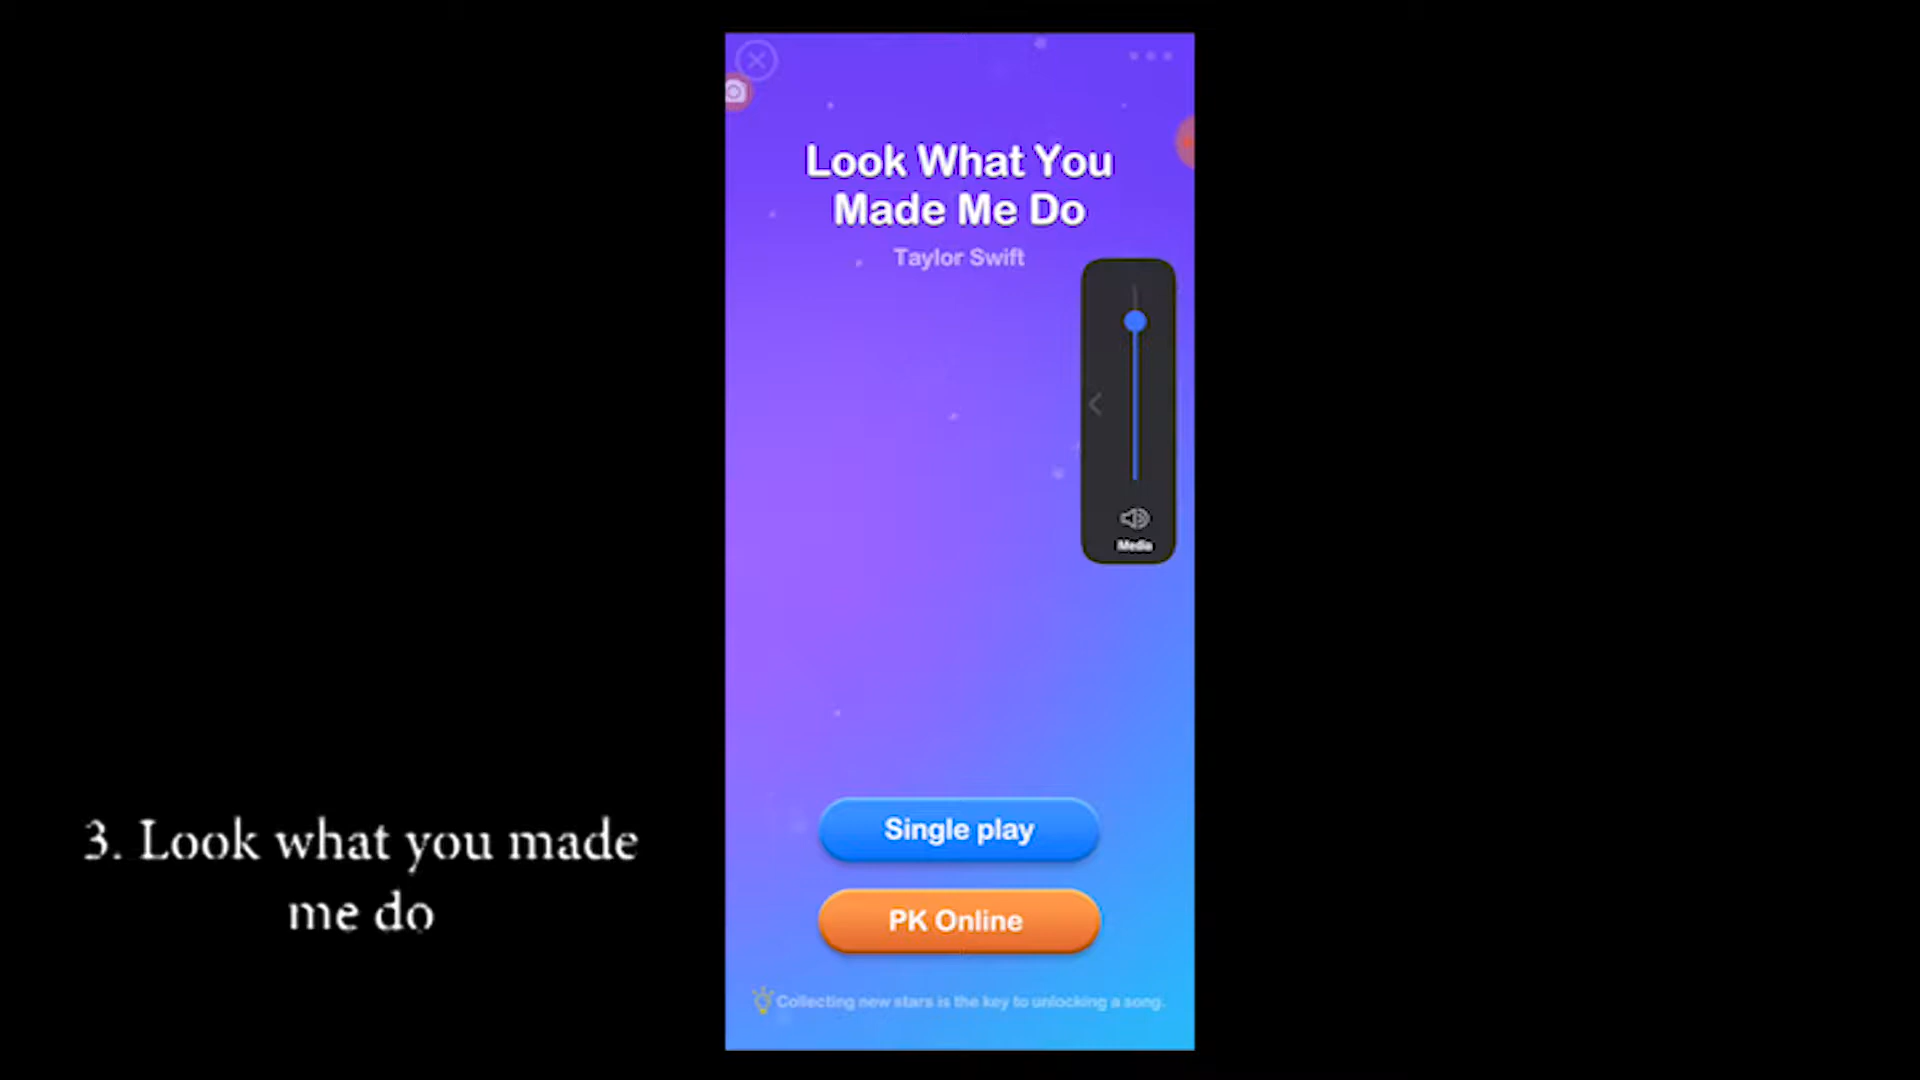 Look What You
Made Me Do
Taylor Swift
Media
Single play
PK Online
Collecting new stars is the key to unlocking a song.
3. Look what you made
me do